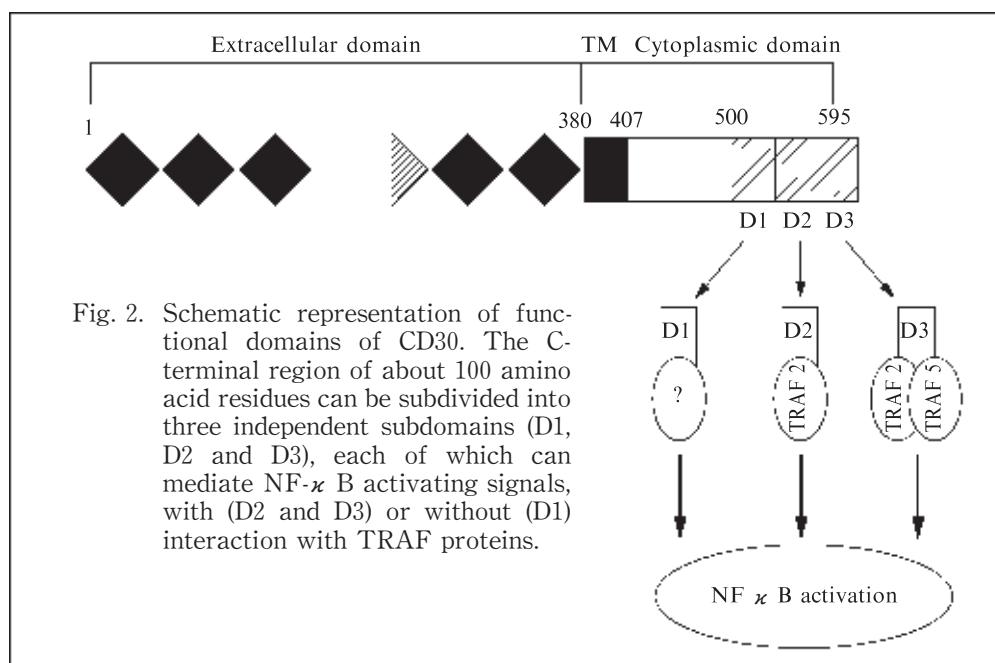 Extracellular domain TM Cytoplasmic domain
1 380 407 500 595
D1 D2 D3
D1 D2 D3
? TRAF 2 TRAF 2 TRAF 5
NF ϰ B activation
Fig. 2. Schematic representation of func-
tional domains of CD30. The C-
terminal region of about 100 amino
acid residues can be subdivided into
three independent subdomains (D1,
D2 and D3), each of which can
mediate NF-ϰ B activating signals,
with (D2 and D3) or without (D1)
interaction with TRAF proteins.